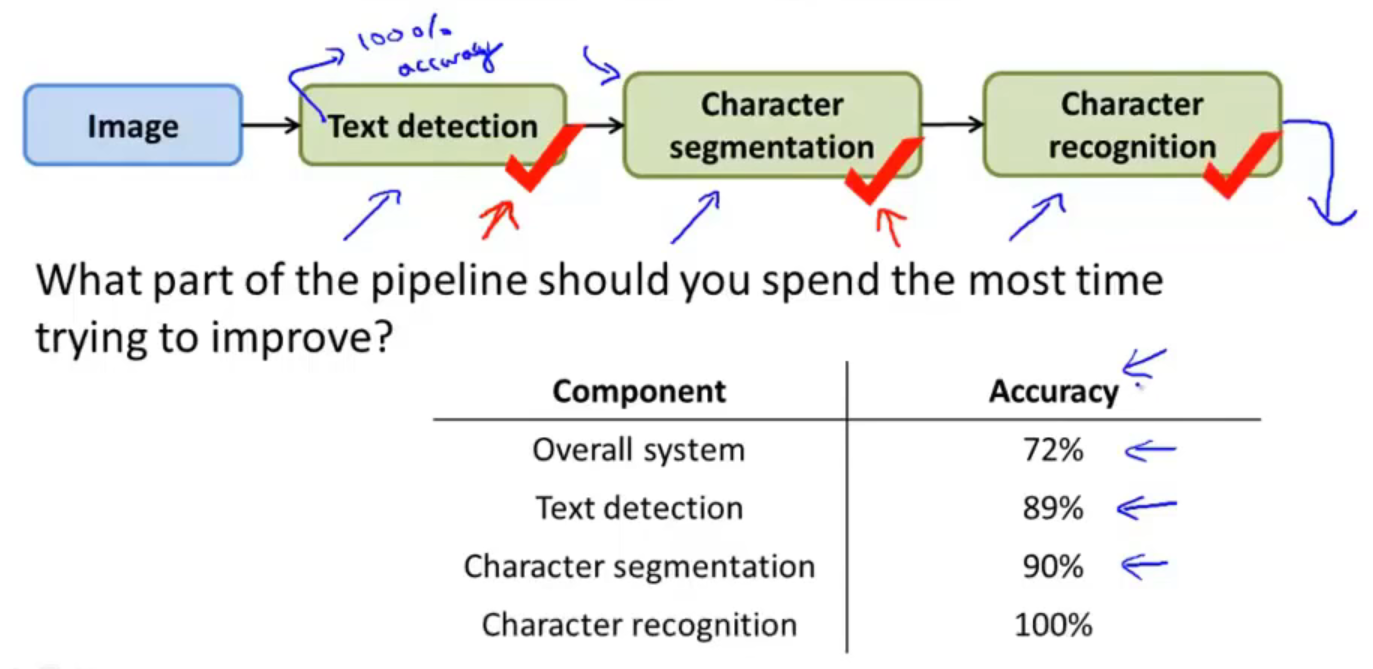 100% 
accuracy
Image
Text detection
Character
segmentation
Character
recognition
What part of the pipeline should you spend the most time
trying to improve?
Component Accuracy
Overall system 72%
Text detection 89%
Character segmentation 90%
Character recognition 100%